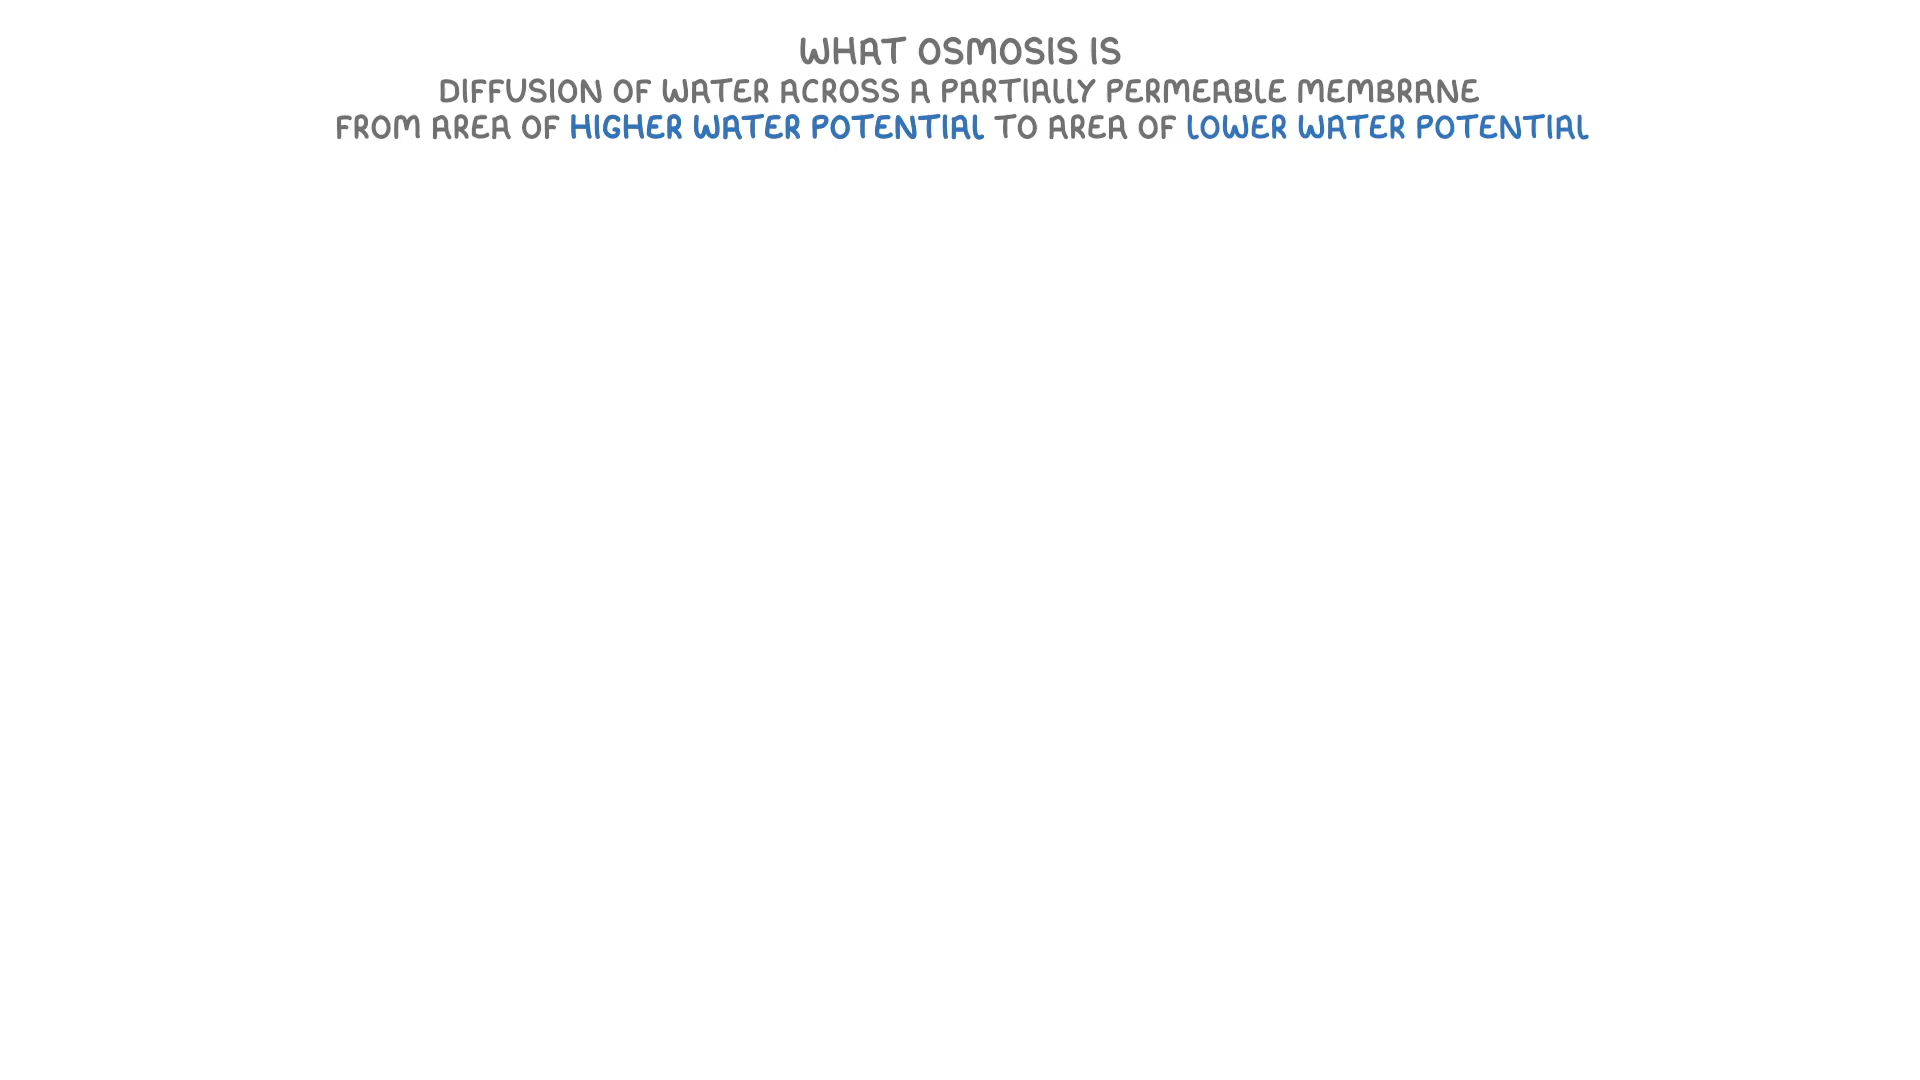 WHAT OSMOSIS IS
DIFFUSION OF WATER ACROSS A PARTIALLY PERMEABLE MEMBRANE
FROM AREA OF HIGHER WATER POTENTIAL TO AREA OF LOWER WATER POTENTIAL